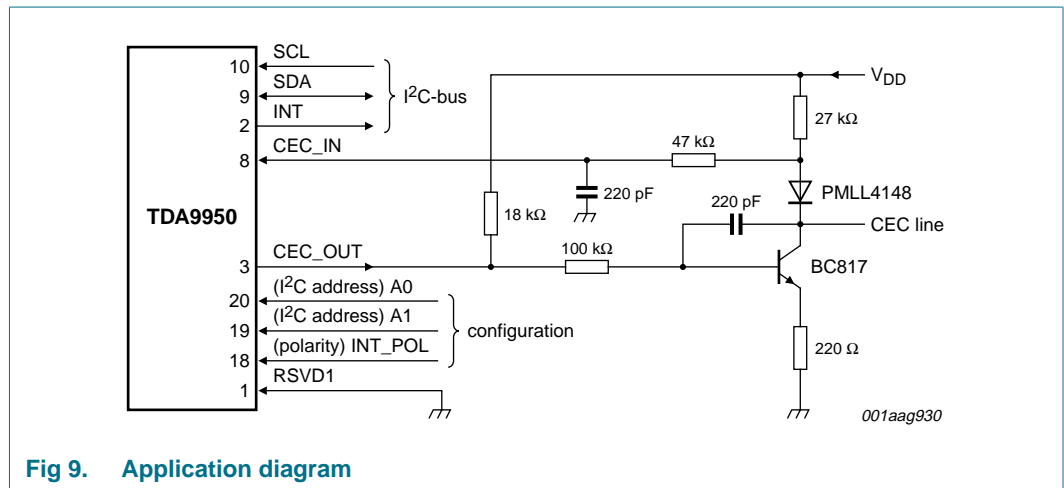 10 SCL
9 SDA
2 INT
I²C-bus
8 CEC_IN
TDA9950
3 CEC_OUT
20 (I²C address) A0
19 (I²C address) A1
18 (polarity) INT_POL
1 RSVD1
configuration
VDD
27 kΩ
47 kΩ
220 pF
18 kΩ
PMLL4148
220 pF
CEC line
100 kΩ
BC817
220 Ω
001aag930
Fig 9. Application diagram